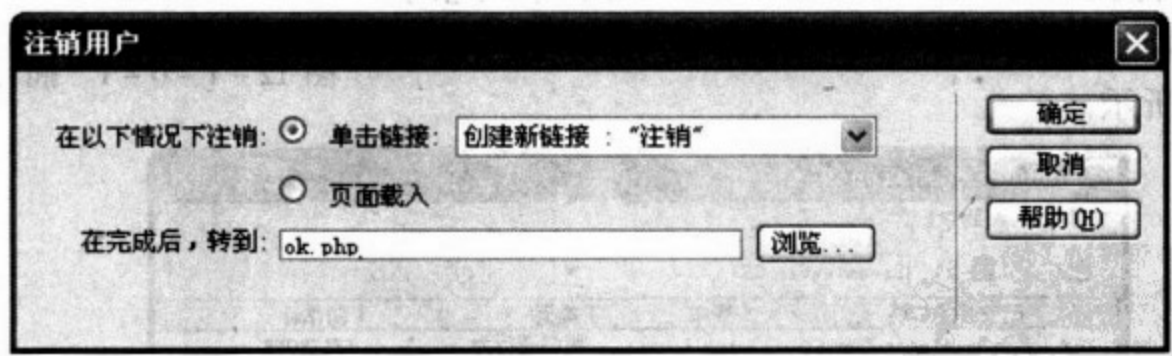 注销用户
在以下情况下注销: 单击链接: 创建新链接 : "注销"
页面载入
在完成后，转到: ok.php
浏览...
确定
取消
帮助(H)